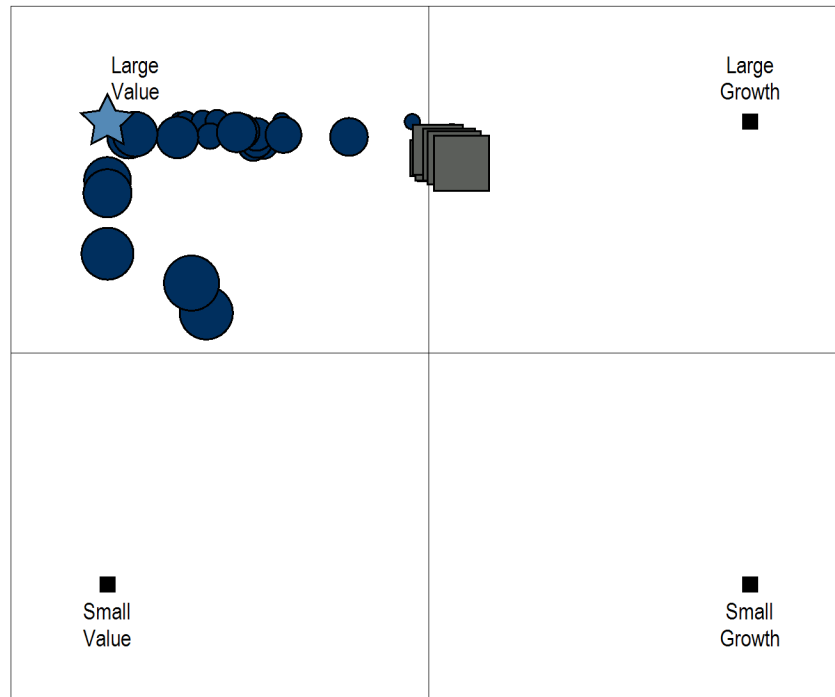 Large
Value
Large
Growth
Small
Value
Small
Growth